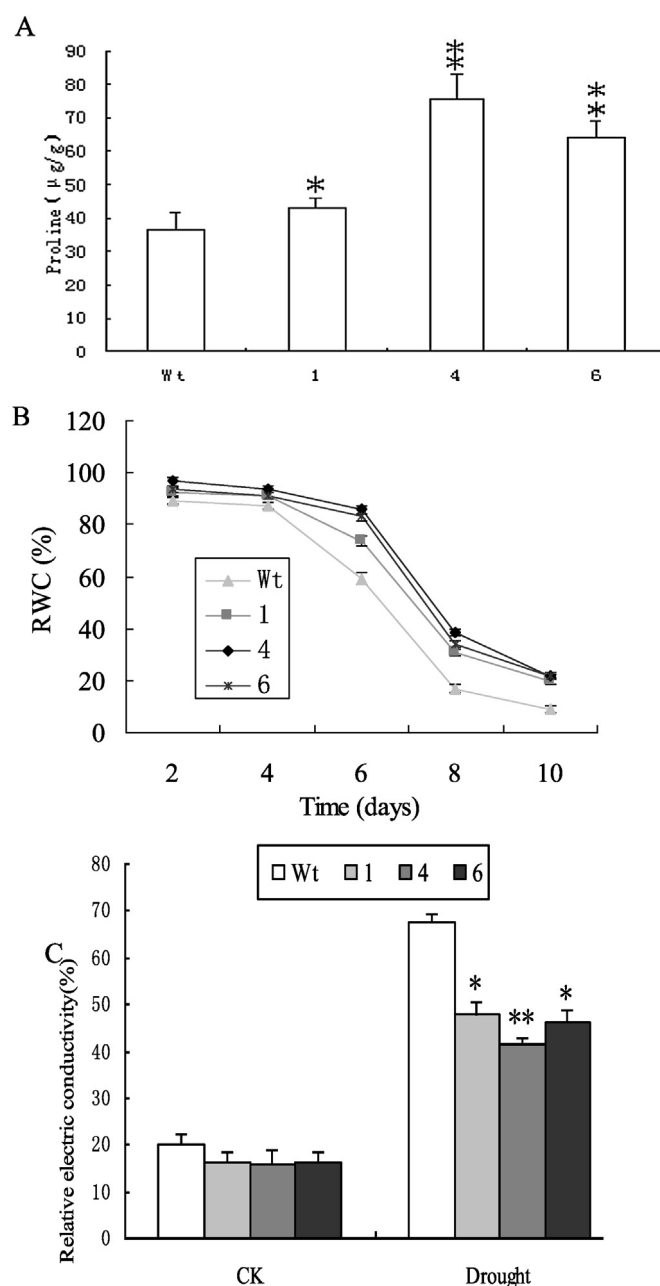 A
Proline(μg/g)
90
80
70
60
50
40
30
20
10
0
*
**
**
Wt 1 4 6
B
RWC (%)
120
100
80
60
40
20
0
Wt
1
4
6
2 4 6 8 10
Time (days)
C
Relative electric conductivity(%)
Wt 1 4 6
80
70
60
50
40
30
20
10
0
* ** *
CK Drought